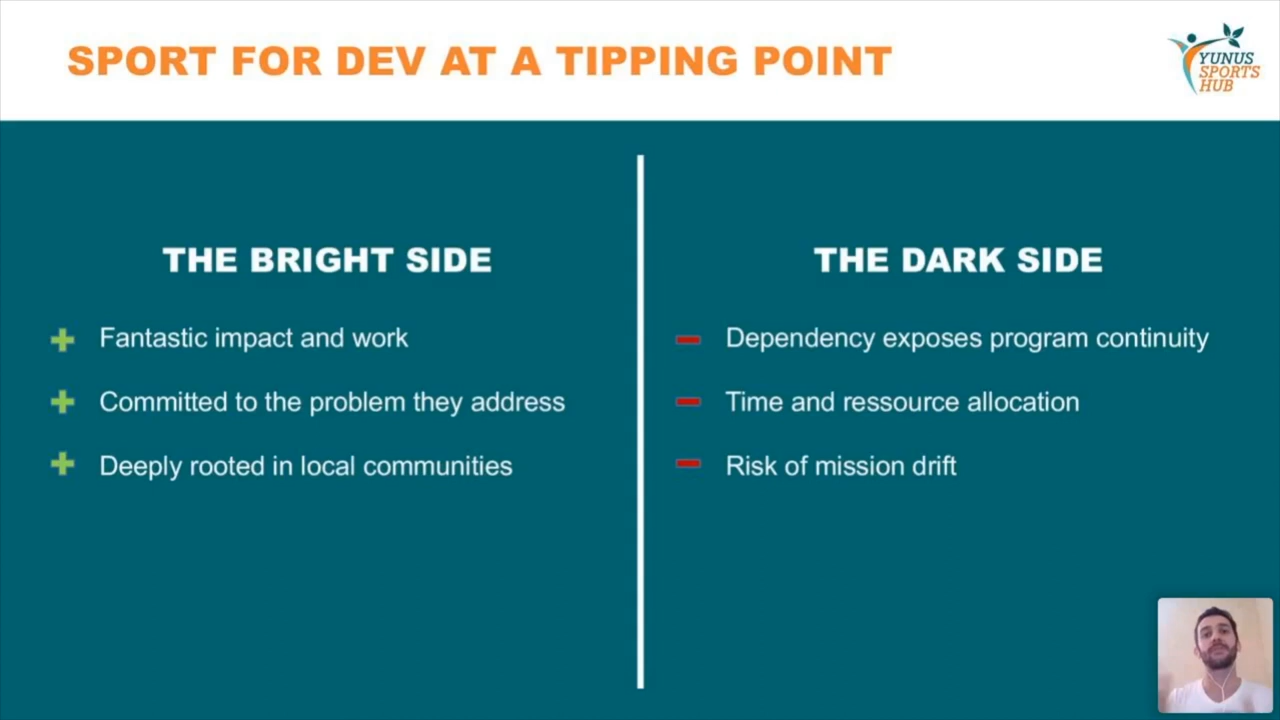 SPORT FOR DEV AT A TIPPING POINT
YUNUS
SPORTS
HUB
THE BRIGHT SIDE
Fantastic impact and work
Committed to the problem they address
Deeply rooted in local communities
THE DARK SIDE
Dependency exposes program continuity
Time and ressource allocation
Risk of mission drift